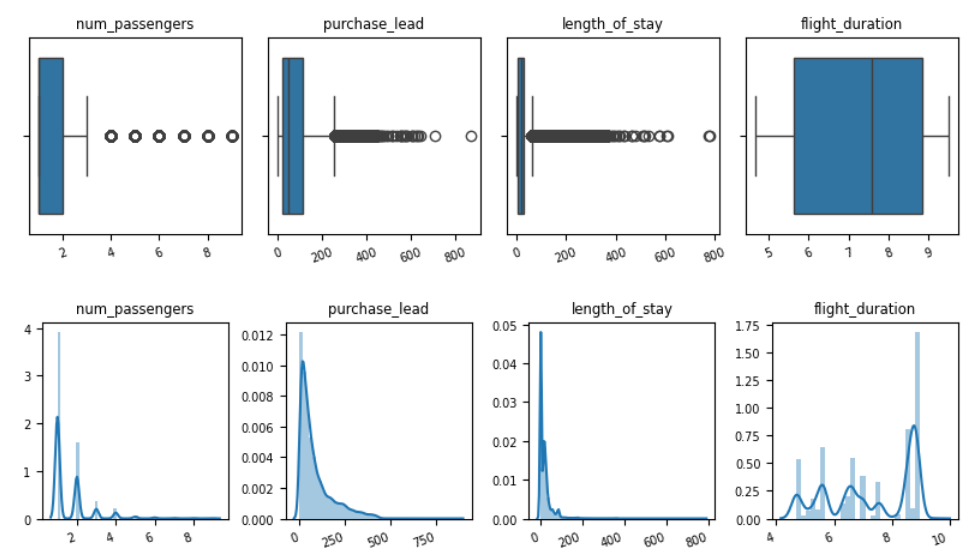 num_passengers purchase_lead length_of_stay flight_duration
2 4 6 8 0 200 400 600 800 0 200 400 600 800 5 6 7 8 9
num_passengers purchase_lead length_of_stay flight_duration
4 3 2 1 0
2 4 6 8
0.012 0.010 0.008 0.006 0.004 0.002 0.000
0 250 500 750
0.05 0.04 0.03 0.02 0.01 0.00
0 200 400 600 800
1.75 1.50 1.25 1.00 0.75 0.50 0.25 0.00
4 6 8 10